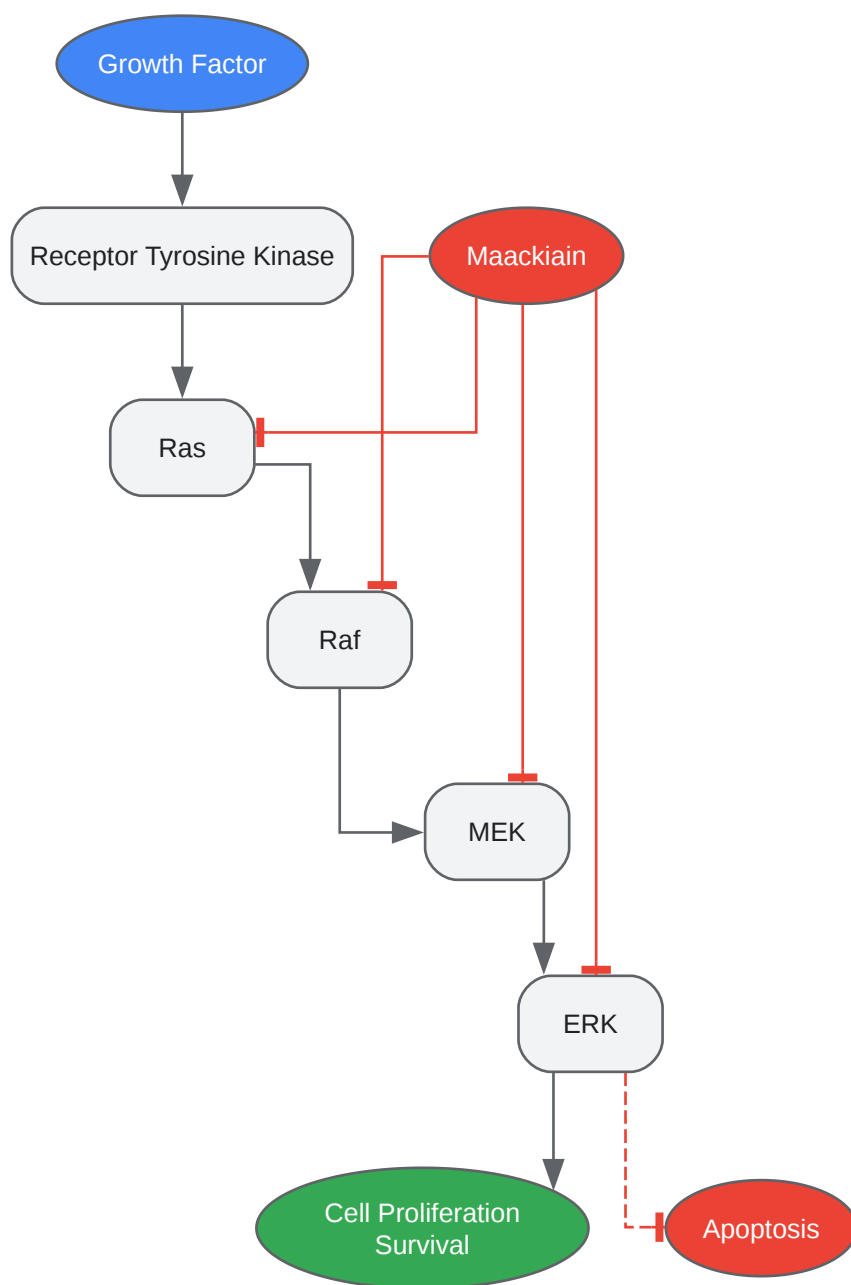 Growth Factor
Receptor Tyrosine Kinase
Maackiain
Ras
Raf
MEK
ERK
Cell Proliferation
Survival
Apoptosis